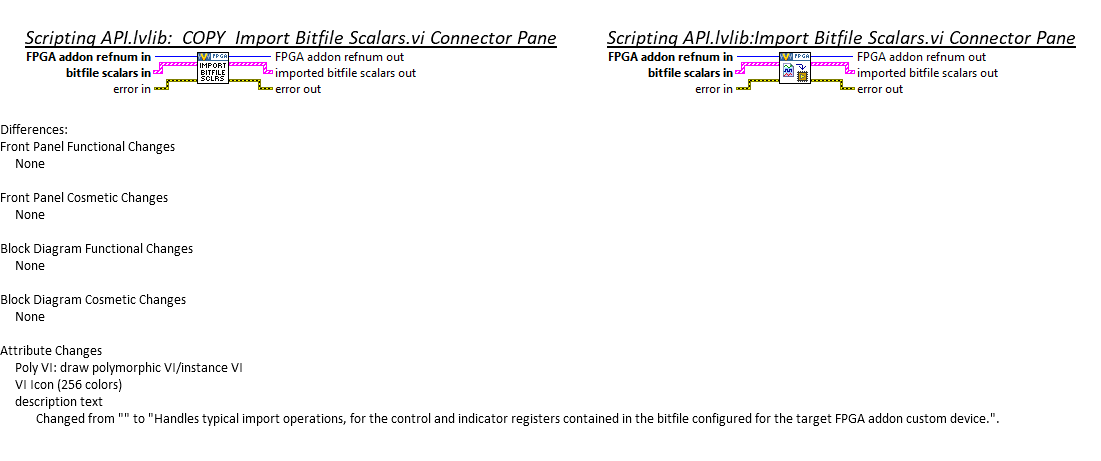 Scripting API.lvlib:_COPY_Import Bitfile Scalars.vi Connector Pane
FPGA addon refnum in
FPGA
FPGA addon refnum out
bitfile scalars in
IMPORT
BITFILE
SCLRS
imported bitfile scalars out
error in
error out
Scripting API.lvlib:Import Bitfile Scalars.vi Connector Pane
FPGA addon refnum in
FPGA
FPGA addon refnum out
bitfile scalars in
imported bitfile scalars out
error in
error out
Differences:
Front Panel Functional Changes
None
Front Panel Cosmetic Changes
None
Block Diagram Functional Changes
None
Block Diagram Cosmetic Changes
None
Attribute Changes
Poly VI: draw polymorphic VI/instance VI
VI Icon (256 colors)
description text
Changed from "" to "Handles typical import operations, for the control and indicator registers contained in the bitfile configured for the target FPGA addon custom device.".